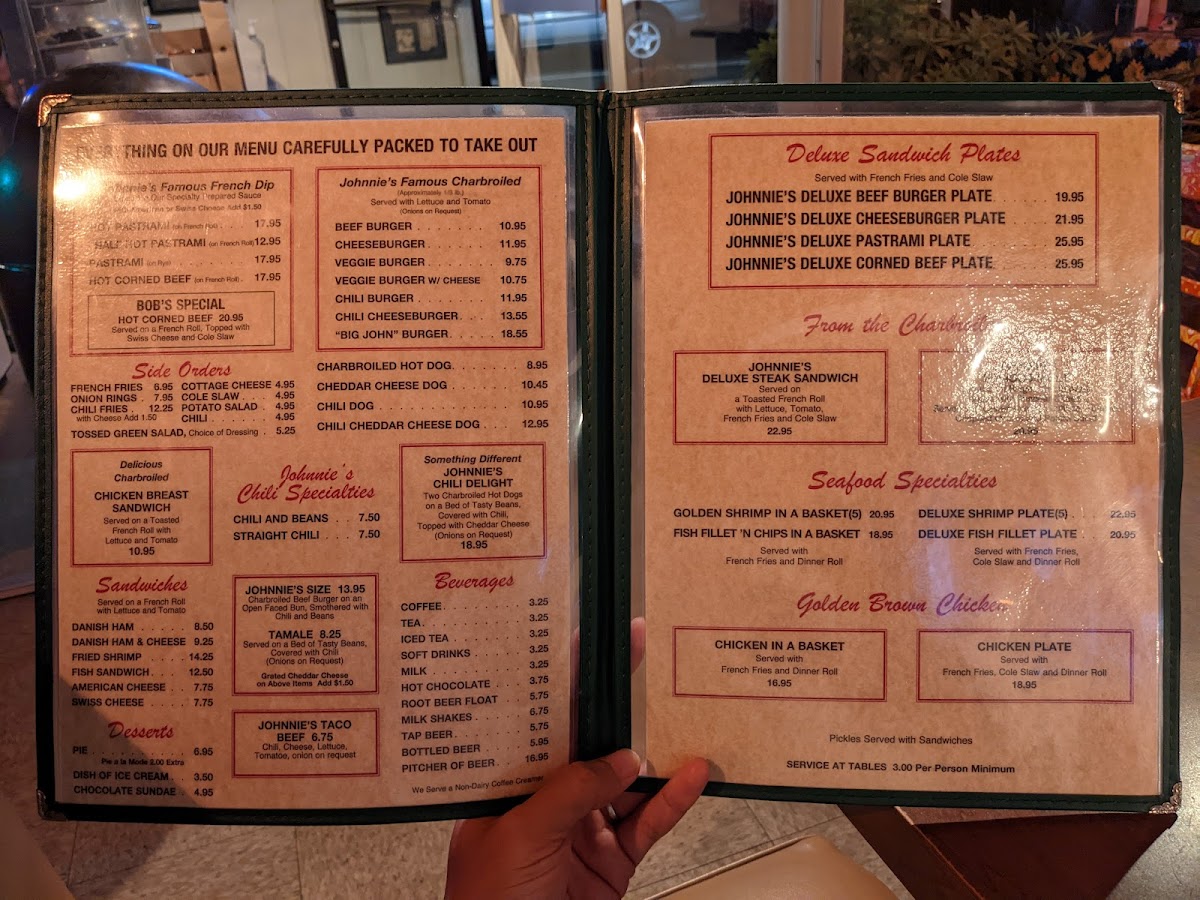 EVERYTHING ON OUR MENU CAREFULLY PACKED TO TAKE OUT
Johnnie's Famous French Dip
Our Specialty Prepared Sauce
or Swiss Cheese Add $1.50
HOT PASTRAMI (on French Roll) . 17.95
HALF HOT PASTRAMI (on French Roll) 12.95
PASTRAMI (on Rye) . . . 17.95
HOT CORNED BEEF (on French Roll) . 17.95
BOB'S SPECIAL
HOT CORNED BEEF 20.95
Served on a French Roll, Topped with
Swiss Cheese and Cole Slaw
Johnnie's Famous Charbroiled
(Approximately 1/3 lb.)
Served with Lettuce and Tomato
(Onions on Request)
BEEF BURGER . . . 10.95
CHEESEBURGER . . . 11.95
VEGGIE BURGER . . . 9.75
VEGGIE BURGER W/ CHEESE 10.75
CHILI BURGER . . . 11.95
CHILI CHEESEBURGER . . . 13.55
"BIG JOHN" BURGER . . . 18.55
Side Orders
FRENCH FRIES 6.95
ONION RINGS . 7.95
CHILI FRIES . . 12.25
with Cheese Add 1.50
COTTAGE CHEESE 4.95
COLE SLAW . . . 4.95
POTATO SALAD . 4.95
CHILI . . . 4.95
TOSSED GREEN SALAD, Choice of Dressing . 5.25
CHARBROILED HOT DOG . . . 8.95
CHEDDAR CHEESE DOG . . . 10.45
CHILI DOG . . . 10.95
CHILI CHEDDAR CHEESE DOG . . . 12.95
Delicious
Charbroiled
CHICKEN BREAST
SANDWICH
Served on a Toasted
French Roll with
Lettuce and Tomato
10.95
Johnnie's
Chili Specialties
CHILI AND BEANS . . . 7.50
STRAIGHT CHILI . . . 7.50
Something Different
JOHNNIE'S
CHILI DELIGHT
Two Charbroiled Hot Dogs
on a Bed of Tasty Beans,
Covered with Chili,
Topped with Cheddar Cheese
(Onions on Request)
18.95
Sandwiches
Served on a French Roll
with Lettuce and Tomato
DANISH HAM . . . 8.50
DANISH HAM & CHEESE 9.25
FRIED SHRIMP . . . 14.25
FISH SANDWICH . . . 12.50
AMERICAN CHEESE . . 7.75
SWISS CHEESE . . . 7.75
Desserts
PIE . . . 6.95
Pie a la Mode 2.00 Extra
DISH OF ICE CREAM . . 3.50
CHOCOLATE SUNDAE . 4.95
JOHNNIE'S SIZE 13.95
Charbroiled Beef Burger on an
Open Faced Bun, Smothered with
Chili and Beans
TAMALE 8.25
Served on a Bed of Tasty Beans,
Covered with Chili
(Onions on Request)
Grated Cheddar Cheese
on Above Items Add $1.50
JOHNNIE'S TACO
BEEF 6.75
Chili, Cheese, Lettuce,
Tomatoe, onion on request
Beverages
COFFEE . . . 3.25
TEA . . . 3.25
ICED TEA . . . 3.25
SOFT DRINKS . . . 3.25
MILK . . . 3.25
HOT CHOCOLATE . . . 3.75
ROOT BEER FLOAT . . . 5.75
MILK SHAKES . . . 6.75
TAP BEER . . . 5.75
BOTTLED BEER . . . 5.95
PITCHER OF BEER . . . 16.95
We Serve a Non-Dairy Coffee Creamer
Deluxe Sandwich Plates
Served with French Fries and Cole Slaw
JOHNNIE'S DELUXE BEEF BURGER PLATE . . . 19.95
JOHNNIE'S DELUXE CHEESEBURGER PLATE . . . 21.95
JOHNNIE'S DELUXE PASTRAMI PLATE . . . 25.95
JOHNNIE'S DELUXE CORNED BEEF PLATE . . . 25.95
From the Charbroiler
JOHNNIE'S
DELUXE STEAK SANDWICH
Served on
a Toasted French Roll
with Lettuce, Tomato,
French Fries and Cole Slaw
22.95
Seafood Specialties
GOLDEN SHRIMP IN A BASKET(5) 20.95
FISH FILLET 'N CHIPS IN A BASKET 18.95
Served with
French Fries and Dinner Roll
DELUXE SHRIMP PLATE(5) . . . 22.95
DELUXE FISH FILLET PLATE . . 20.95
Served with French Fries,
Cole Slaw and Dinner Roll
Golden Brown Chicken
CHICKEN IN A BASKET
Served with
French Fries and Dinner Roll
16.95
CHICKEN PLATE
Served with
French Fries, Cole Slaw and Dinner Roll
18.95
Pickles Served with Sandwiches
SERVICE AT TABLES 3.00 Per Person Minimum